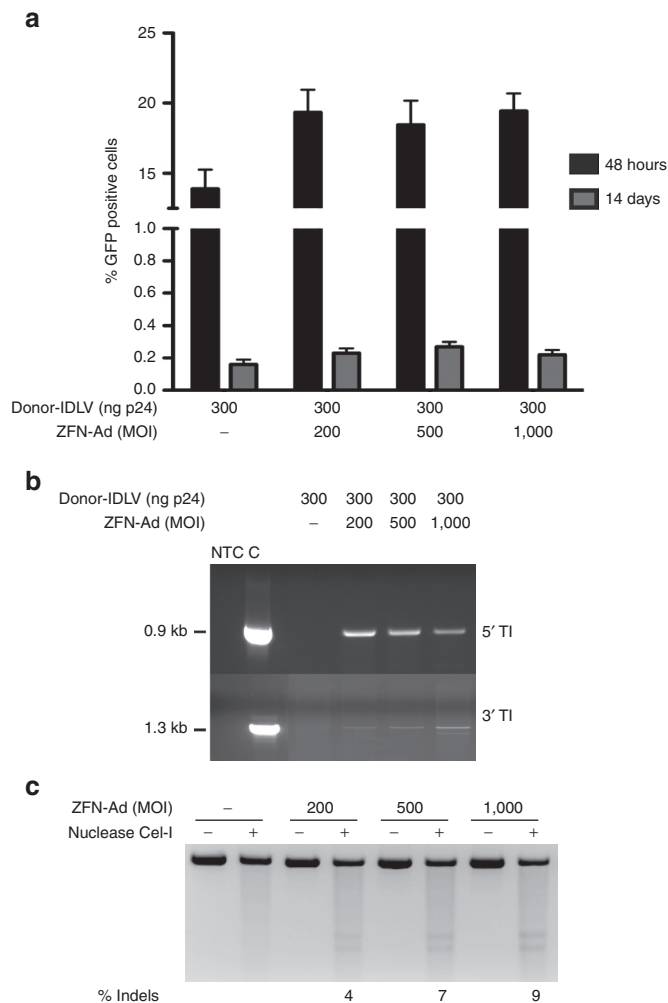 a
25
20
15
1.0
0.8
0.6
0.4
0.2
0.0
% GFP positive cells
48 hours
14 days
Donor-IDLV (ng p24) 300 300 300 300
ZFN-Ad (MOI) – 200 500 1,000
b
Donor-IDLV (ng p24) 300 300 300 300
ZFN-Ad (MOI) – 200 500 1,000
NTC C
0.9 kb 5′ TI
1.3 kb 3′ TI
c
ZFN-Ad (MOI) – 200 500 1,000
Nuclease Cel-I – + – + – + – +
% Indels 4 7 9